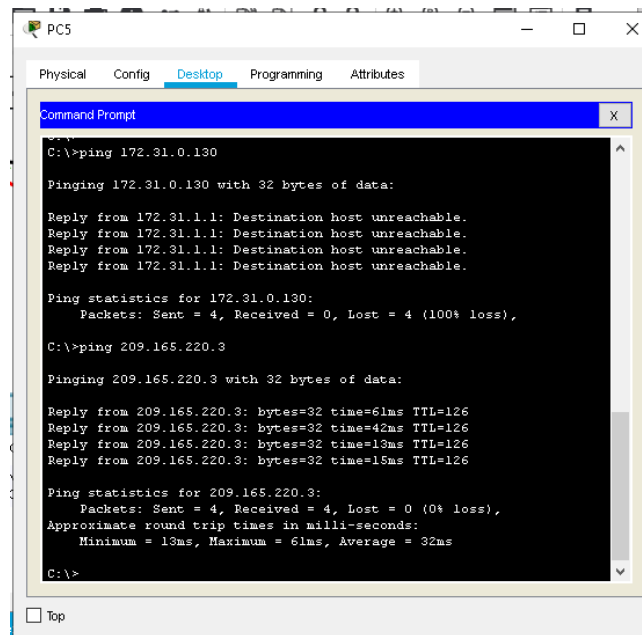 PC5
Physical Config Desktop Programming Attributes
Command Prompt X
C:\>ping 172.31.0.130
Pinging 172.31.0.130 with 32 bytes of data:
Reply from 172.31.1.1: Destination host unreachable.
Reply from 172.31.1.1: Destination host unreachable.
Reply from 172.31.1.1: Destination host unreachable.
Reply from 172.31.1.1: Destination host unreachable.
Ping statistics for 172.31.0.130:
Packets: Sent = 4, Received = 0, Lost = 4 (100% loss),
C:\>ping 209.165.220.3
Pinging 209.165.220.3 with 32 bytes of data:
Reply from 209.165.220.3: bytes=32 time=61ms TTL=126
Reply from 209.165.220.3: bytes=32 time=42ms TTL=126
Reply from 209.165.220.3: bytes=32 time=13ms TTL=126
Reply from 209.165.220.3: bytes=32 time=15ms TTL=126
Ping statistics for 209.165.220.3:
Packets: Sent = 4, Received = 4, Lost = 0 (0% loss),
Approximate round trip times in milli-seconds:
Minimum = 13ms, Maximum = 61ms, Average = 32ms
C:\>
Top